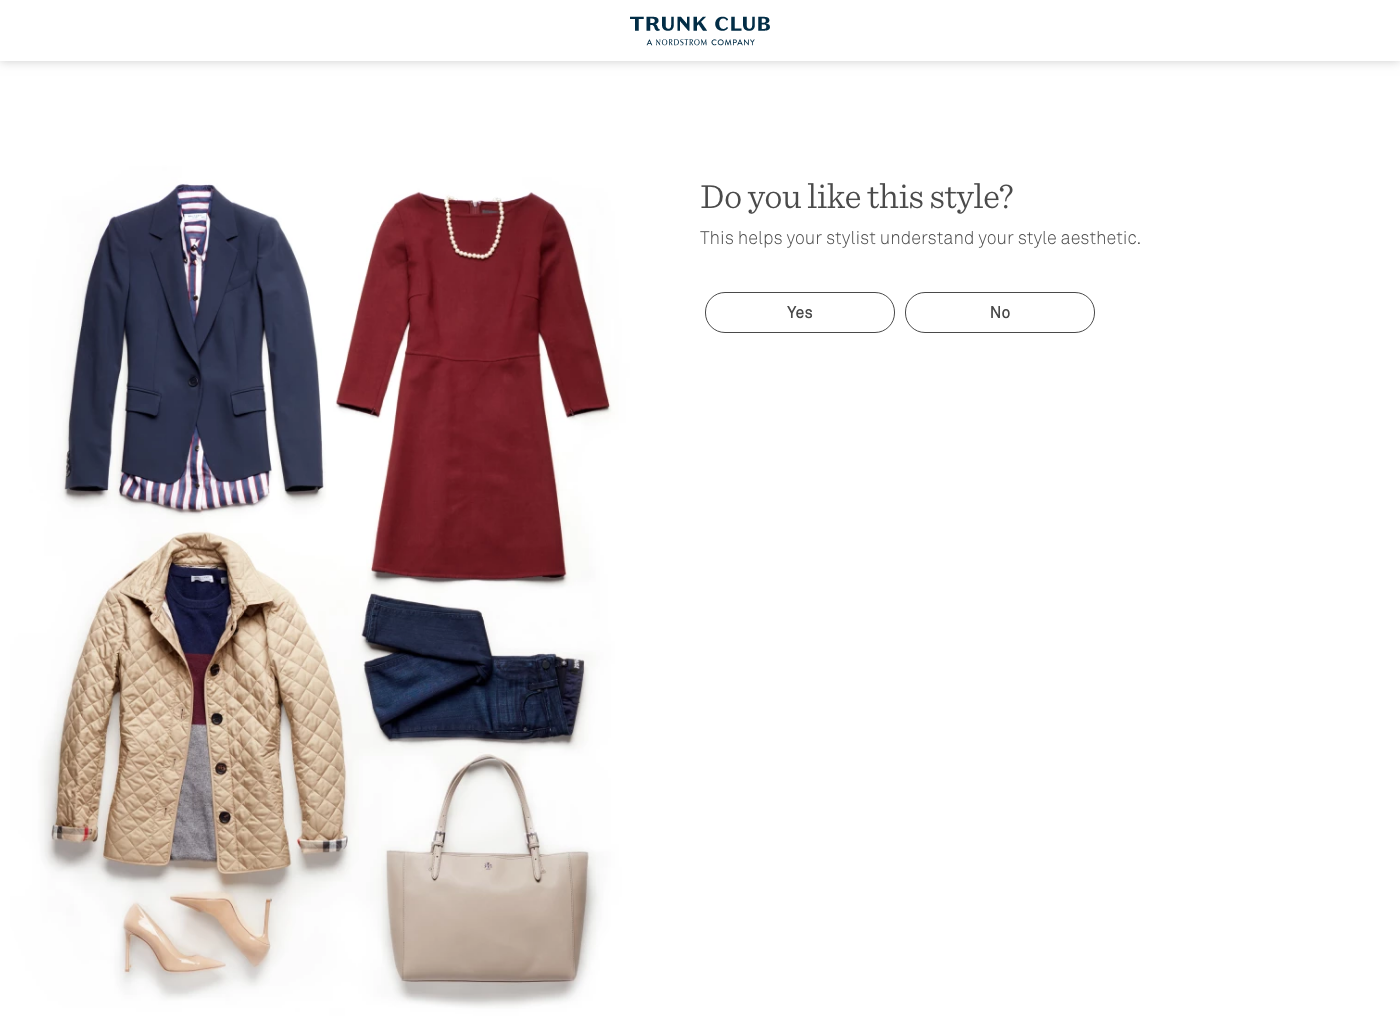 TRUNK CLUB
A NORDSTROM COMPANY
Do you like this style?
This helps your stylist understand your style aesthetic.
Yes
No